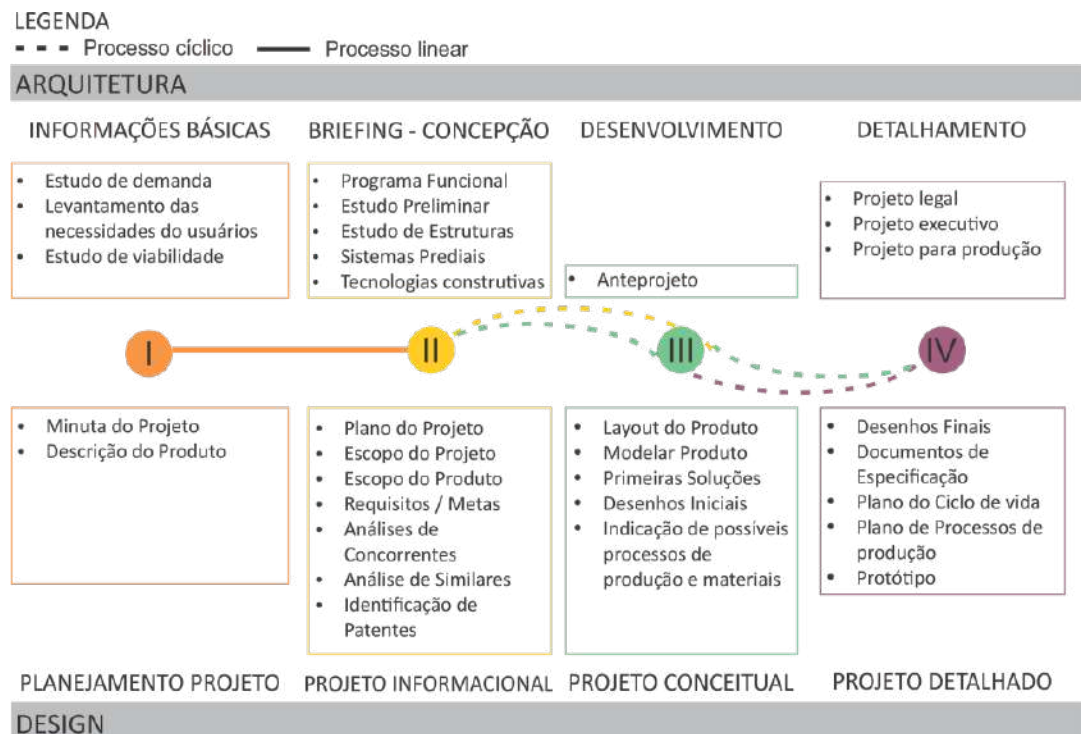 LEGENDA
Processo cíclico
Processo linear
ARQUITETURA
INFORMAÇÕES BÁSICAS
• Estudo de demanda
• Levantamento das
necessidades do usuários
• Estudo de viabilidade
BRIEFING - CONCEPÇÃO
• Programa Funcional
• Estudo Preliminar
• Estudo de Estruturas
• Sistemas Prediais
• Tecnologias construtivas
DESENVOLVIMENTO
• Anteprojeto
DETALHAMENTO
• Projeto legal
• Projeto executivo
• Projeto para produção
I
II
III
IV
• Minuta do Projeto
• Descrição do Produto
PLANEJAMENTO PROJETO
• Plano do Projeto
• Escopo do Projeto
• Escopo do Produto
• Requisitos / Metas
• Análises de
Concorrentes
• Análise de Similares
• Identificação de
Patentes
PROJETO INFORMACIONAL
• Layout do Produto
• Modelar Produto
• Primeiras Soluções
• Desenhos Iniciais
• Indicação de possíveis
processos de
produção e materiais
PROJETO CONCEITUAL
• Desenhos Finais
• Documentos de
Especificação
• Plano do Ciclo de vida
• Plano de Processos de
produção
• Protótipo
PROJETO DETALHADO
DESIGN